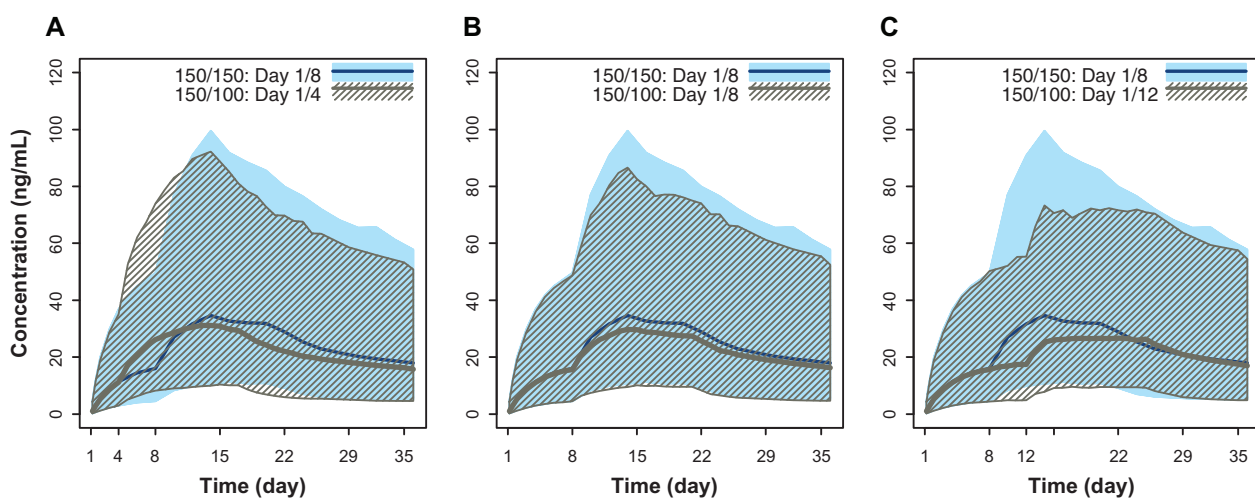 A
150/150: Day 1/8
150/100: Day 1/4
Concentration (ng/mL)
120
100
80
60
40
20
0
1 4 8 15 22 29 35
Time (day)
B
150/150: Day 1/8
150/100: Day 1/8
120
100
80
60
40
20
0
1 8 15 22 29 35
Time (day)
C
150/150: Day 1/8
150/100: Day 1/12
120
100
80
60
40
20
0
1 8 12 22 29 35
Time (day)